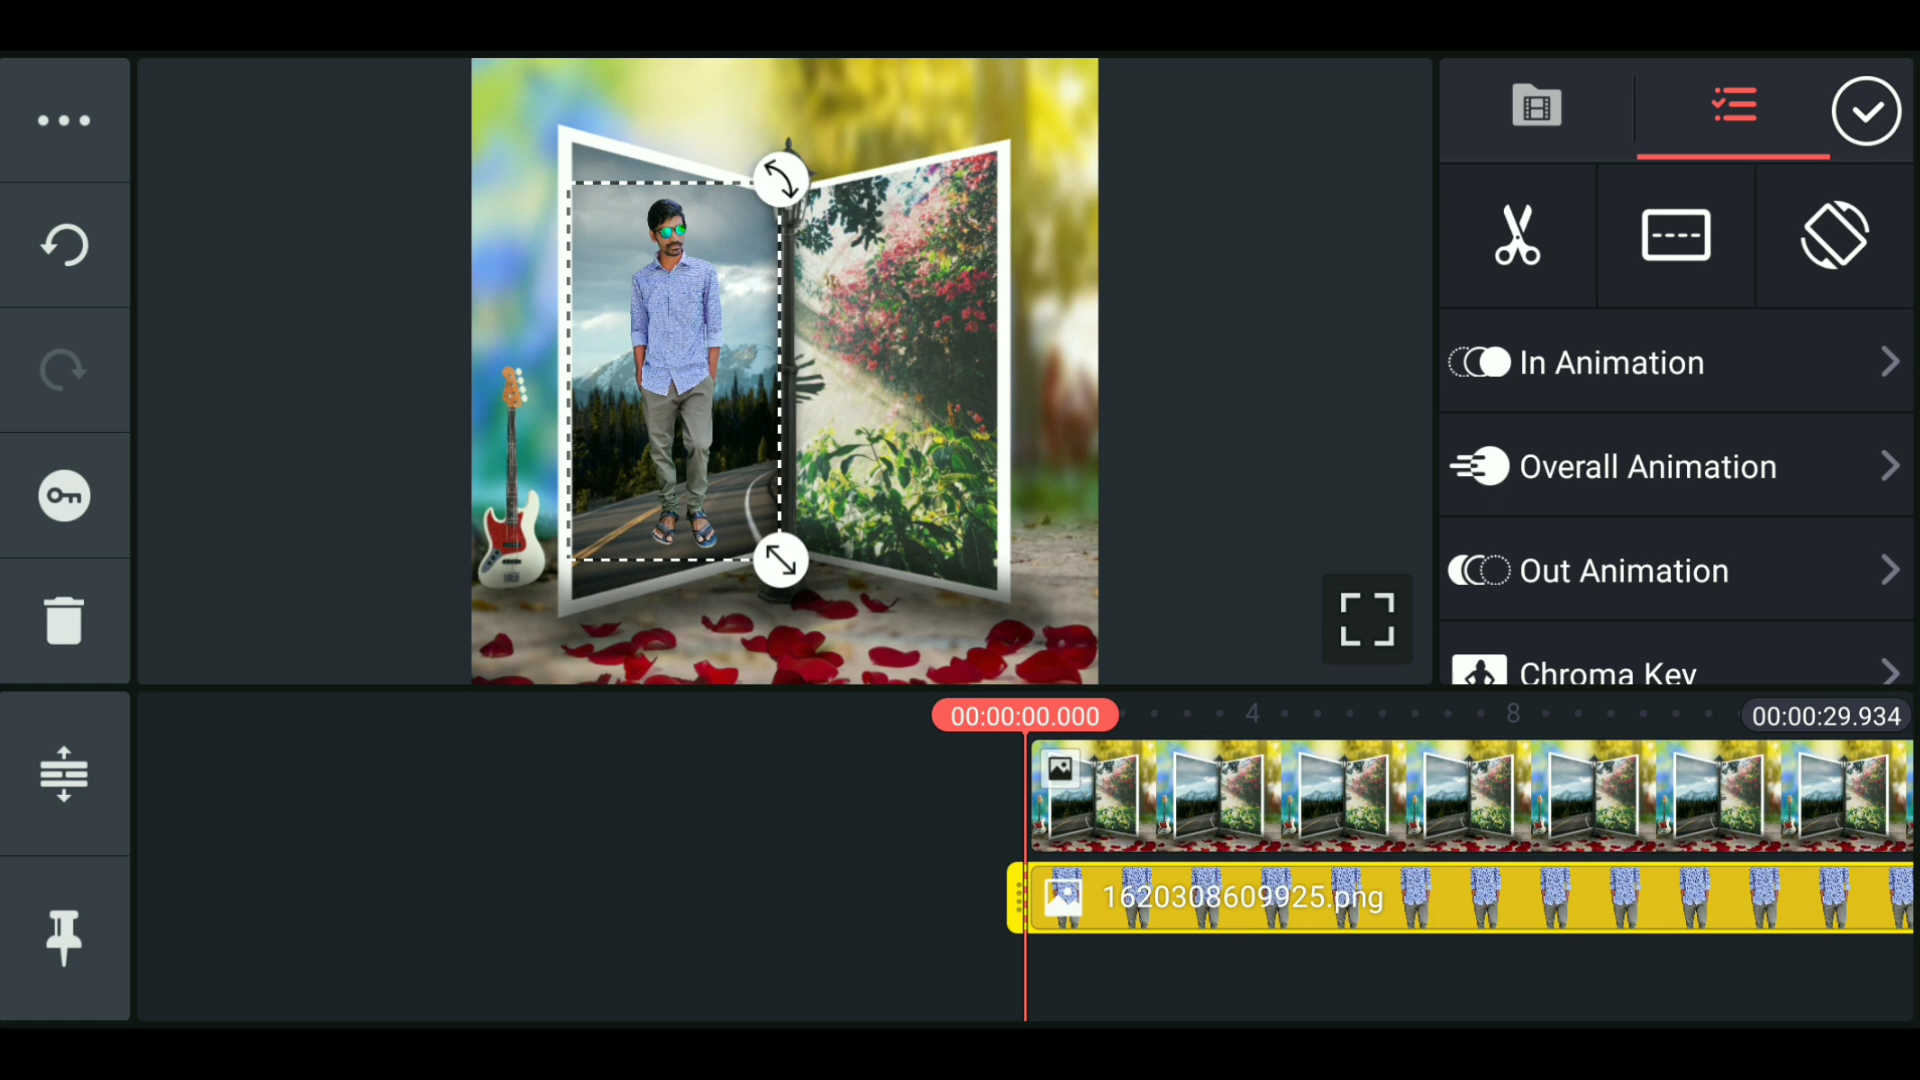 In Animation
Overall Animation
Out Animation
Chroma Key
00:00:00.000
4
8
00:00:29.934
1620308609925.png